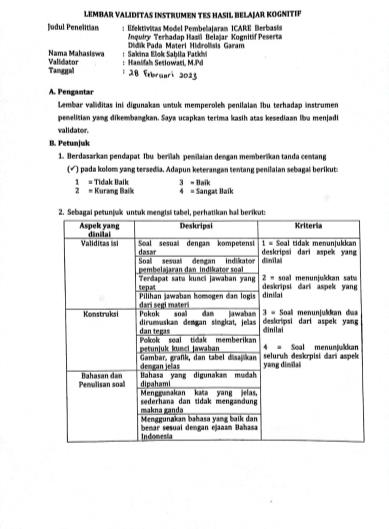 LEMBAR VALIDITAS INSTRUMEN TES HASIL BELAJAR KOGNITIF
Judul Penelitian : Efektivitas Model Pembelajaran ICARE Berbasis
Inquiry Terhadap Hasil Belajar Kognitif Peserta
Didik Pada Materi Hidrolisis Garam
Nama Mahasiswa : Sakina Elok Sabila Fatkhi
Validator : Hanifah Setiowati, M.Pd
Tanggal : 28 Februari 2023
A. Pengantar
Lembar validitas ini digunakan untuk memperoleh penilaian Ibu terhadap instrumen
penelitian yang dikembangkan. Saya ucapkan terima kasih atas kesediaan Ibu menjadi
validator.
B. Petunjuk
1. Berdasarkan pendapat Ibu berilah penilaian dengan memberikan tanda centang
(✓) pada kolom yang tersedia. Adapun keterangan tentang penilaian sebagai berikut:
1 = Tidak Baik 3 = Baik
2 = Kurang Baik 4 = Sangat Baik
2. Sebagai petunjuk untuk mengisi tabel, perhatikan hal berikut:
Aspek yang dinilai Deskripsi Kriteria
Validitas isi
Soal sesuai dengan kompetensi
dasar
Soal sesuai dengan indikator
pembelajaran dan indikator soal
Terdapat satu kunci jawaban yang
tepat
Pilihan jawaban homogen dan logis
dari segi materi
Konstruksi
Pokok soal dan jawaban
dirumuskan dengan singkat, jelas
dan tegas
Pokok soal tidak memberikan
petunjuk kunci jawaban
Gambar, grafik, dan tabel disajikan
dengan jelas
Bahasan dan
Penulisan soal
Bahasa yang digunakan mudah
dipahami
Menggunakan kata yang jelas,
sederhana dan tidak mengandung
makna ganda
Menggunakan bahasa yang baik dan
benar sesuai dengan ejaaan Bahasa
Indonesia
1 = Soal tidak menunjukkan
deskripsi dari aspek yang
dinilai
2 = soal menunjukkan satu
deskripsi dari aspek yang
dinilai
3 = Soal menunjukkan dua
deskripsi dari aspek yang
dinilai
4 = Soal menunjukkan
seluruh deskrpisi dari aspek
yang dinilai